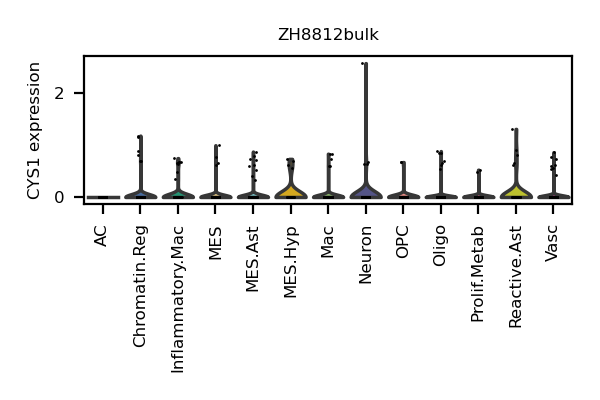 ZH8812bulk
CYS1 expression
2
0
AC
Chromatin.Reg
Inflammatory.Mac
MES
MES.Ast
MES.Hyp
Mac
Neuron
OPC
Oligo
Prolif.Metab
Reactive.Ast
Vasc